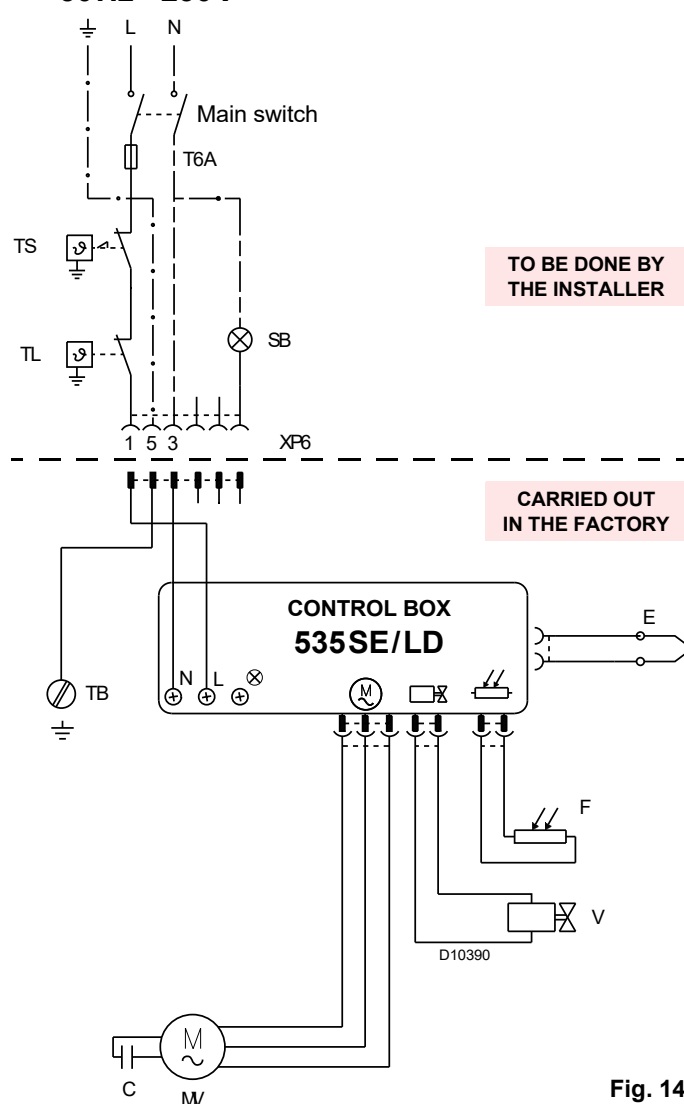 L N
Main switch
T6A
TS
TO BE DONE BY
THE INSTALLER
TL
SB
1 5 3
XP6
CARRIED OUT
IN THE FACTORY
CONTROL BOX
535SE/LD
E
N L
M
TB
F
V
D10390
M
C
MV
Fig. 14